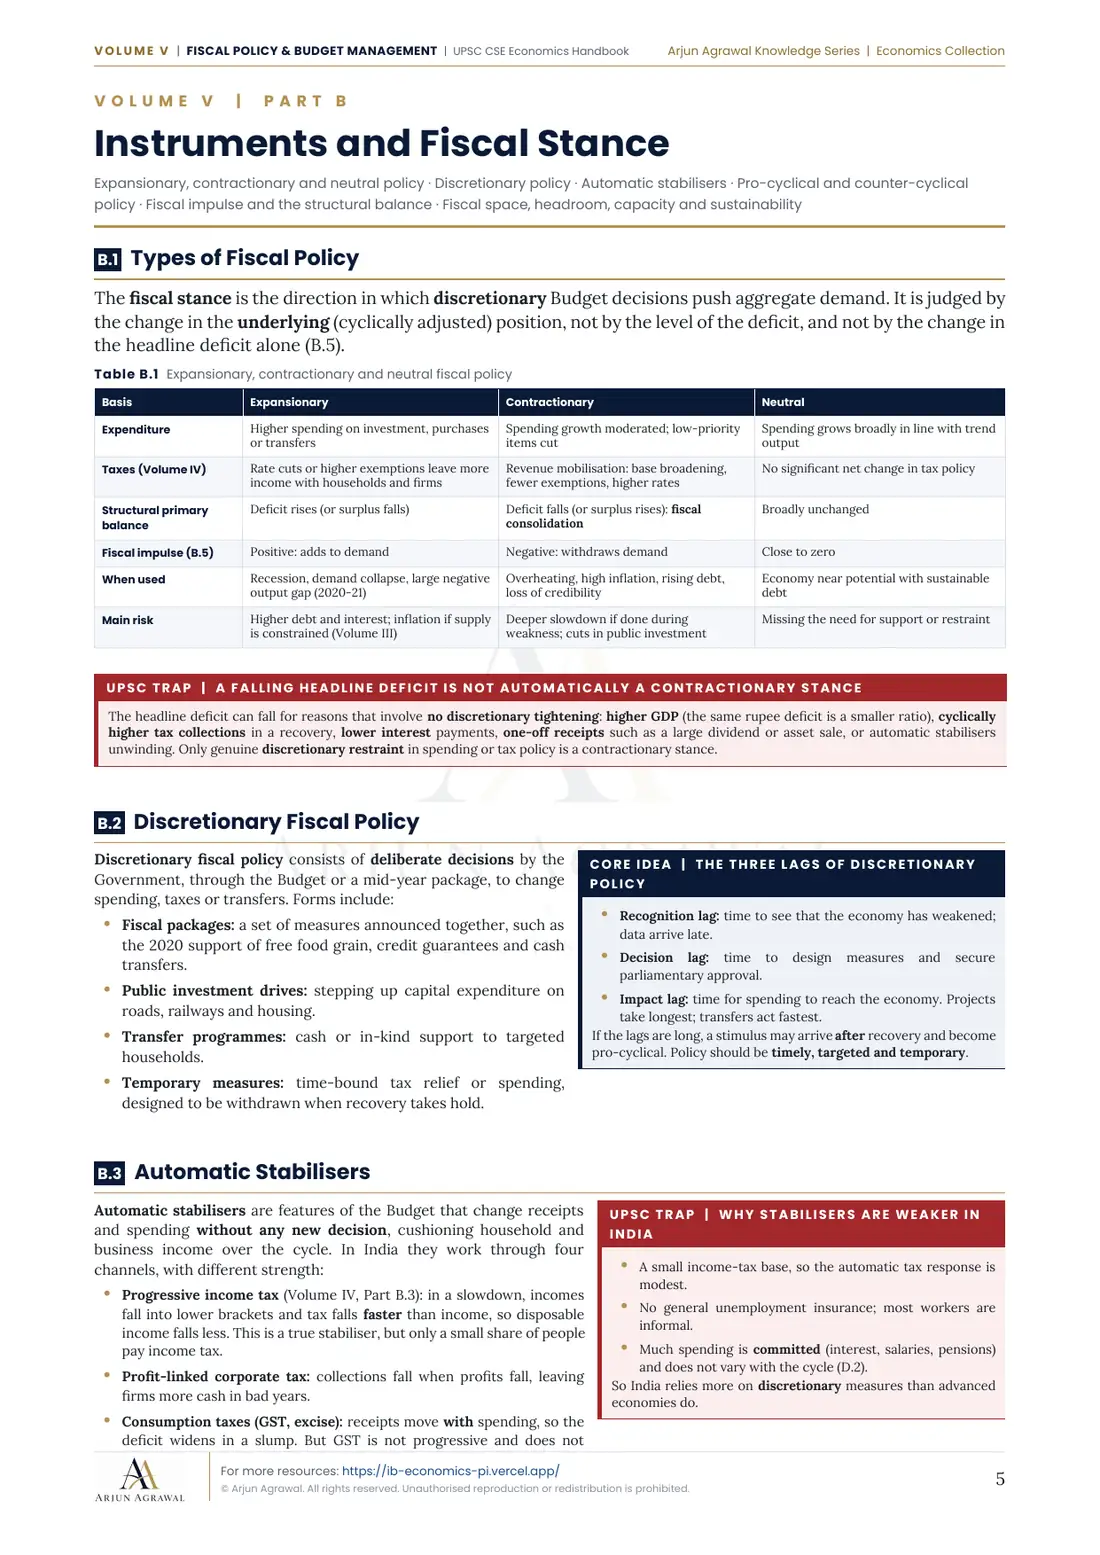 VOLUME V | FISCAL POLICY & BUDGET MANAGEMENT | UPSC CSE Economics Handbook
Arjun Agrawal Knowledge Series | Economics Collection
VOLUME V | PART B
Instruments and Fiscal Stance
Expansionary, contractionary and neutral policy · Discretionary policy · Automatic stabilisers · Pro-cyclical and counter-cyclical
policy · Fiscal impulse and the structural balance · Fiscal space, headroom, capacity and sustainability
B.1 Types of Fiscal Policy
The fiscal stance is the direction in which discretionary Budget decisions push aggregate demand. It is judged by
the change in the underlying (cyclically adjusted) position, not by the level of the deficit, and not by the change in
the headline deficit alone (B.5).
Table B.1 Expansionary, contractionary and neutral fiscal policy
Basis Expansionary Contractionary Neutral
Expenditure
Higher spending on investment, purchases
or transfers
Spending growth moderated; low-priority
items cut
Spending grows broadly in line with trend
output
Taxes (Volume IV)
Rate cuts or higher exemptions leave more
income with households and firms
Revenue mobilisation: base broadening,
fewer exemptions, higher rates
No significant net change in tax policy
Structural primary
balance
Deficit rises (or surplus falls)
Deficit falls (or surplus rises): fiscal
consolidation
Broadly unchanged
Fiscal impulse (B.5)
Positive: adds to demand
Negative: withdraws demand
Close to zero
When used
Recession, demand collapse, large negative
output gap (2020-21)
Overheating, high inflation, rising debt,
loss of credibility
Economy near potential with sustainable
debt
Main risk
Higher debt and interest; inflation if supply
is constrained (Volume III)
Deeper slowdown if done during
weakness; cuts in public investment
Missing the need for support or restraint
UPSC TRAP | A FALLING HEADLINE DEFICIT IS NOT AUTOMATICALLY A CONTRACTIONARY STANCE
The headline deficit can fall for reasons that involve no discretionary tightening: higher GDP (the same rupee deficit is a smaller ratio), cyclically
higher tax collections in a recovery, lower interest payments, one-off receipts such as a large dividend or asset sale, or automatic stabilisers
unwinding. Only genuine discretionary restraint in spending or tax policy is a contractionary stance.
B.2 Discretionary Fiscal Policy
Discretionary fiscal policy consists of deliberate decisions by the
Government, through the Budget or a mid-year package, to change
spending, taxes or transfers. Forms include:
• Fiscal packages: a set of measures announced together, such as
the 2020 support of free food grain, credit guarantees and cash
transfers.
• Public investment drives: stepping up capital expenditure on
roads, railways and housing.
• Transfer programmes: cash or in-kind support to targeted
households.
• Temporary measures: time-bound tax relief or spending,
designed to be withdrawn when recovery takes hold.
CORE IDEA | THE THREE LAGS OF DISCRETIONARY
POLICY
• Recognition lag: time to see that the economy has weakened;
data arrive late.
• Decision lag: time to design measures and secure
parliamentary approval.
• Impact lag: time for spending to reach the economy. Projects
take longest; transfers act fastest.
If the lags are long, a stimulus may arrive after recovery and become
pro-cyclical. Policy should be timely, targeted and temporary.
B.3 Automatic Stabilisers
Automatic stabilisers are features of the Budget that change receipts
and spending without any new decision, cushioning household and
business income over the cycle. In India they work through four
channels, with different strength:
• Progressive income tax (Volume IV, Part B.3): in a slowdown, incomes
fall into lower brackets and tax falls faster than income, so disposable
income falls less. This is a true stabiliser, but only a small share of people
pay income tax.
• Profit-linked corporate tax: collections fall when profits fall, leaving
firms more cash in bad years.
• Consumption taxes (GST, excise): receipts move with spending, so the
deficit widens in a slump. But GST is not progressive and does not
UPSC TRAP | WHY STABILISERS ARE WEAKER IN
INDIA
• A small income-tax base, so the automatic tax response is
modest.
• No general unemployment insurance; most workers are
informal.
• Much spending is committed (interest, salaries, pensions)
and does not vary with the cycle (D.2).
So India relies more on discretionary measures than advanced
economies do.
ARJUN AGRAWAL
For more resources: https://ib-economics-pi.vercel.app/
© Arjun Agrawal. All rights reserved. Unauthorised reproduction or redistribution is prohibited.
5